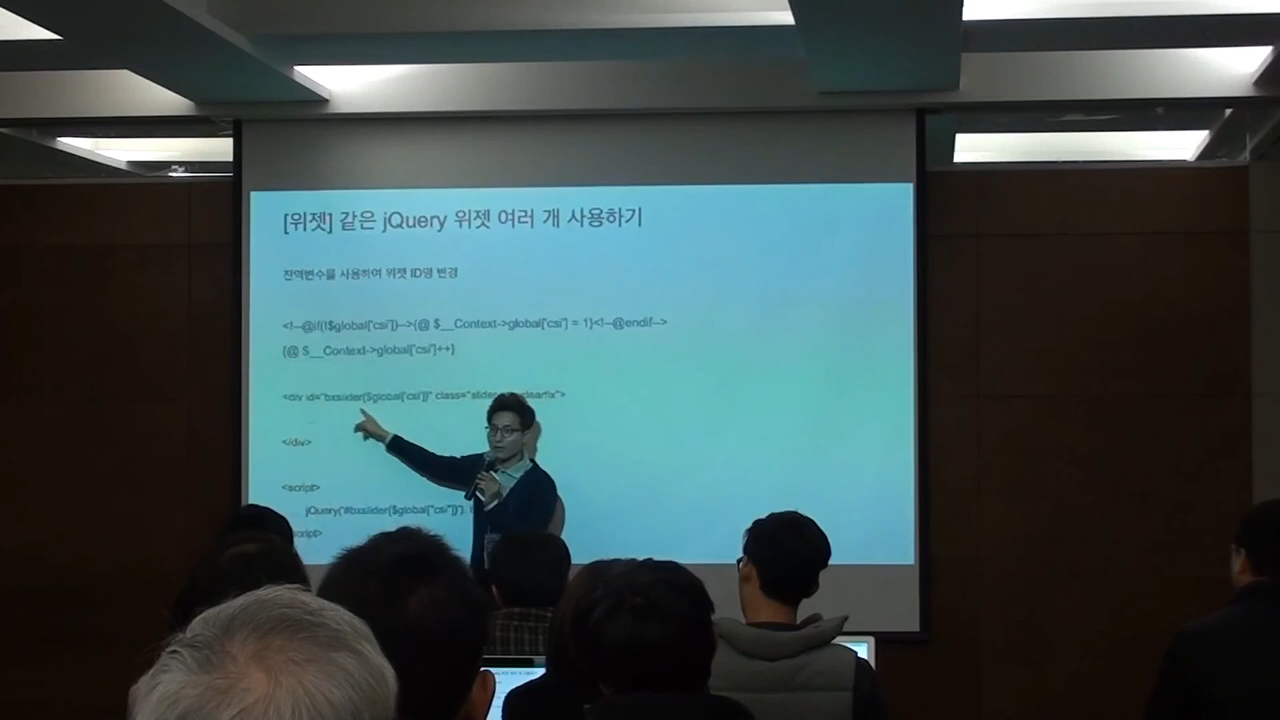 [위젯] 같은 jQuery 위젯 여러 개 사용하기
전역변수를 사용하여 위젯 ID명 변경
<!--@if(!$global['csi'])-->{@ $__Context->global['csi'] = 1}<!--@endif-->
{@ $__Context->global['csi']++}
<div id="bxslider{$global['csi']}" class="slider clearfix">
</div>
<script>
jQuery('#bxslider{$global["csi"]}').
script>